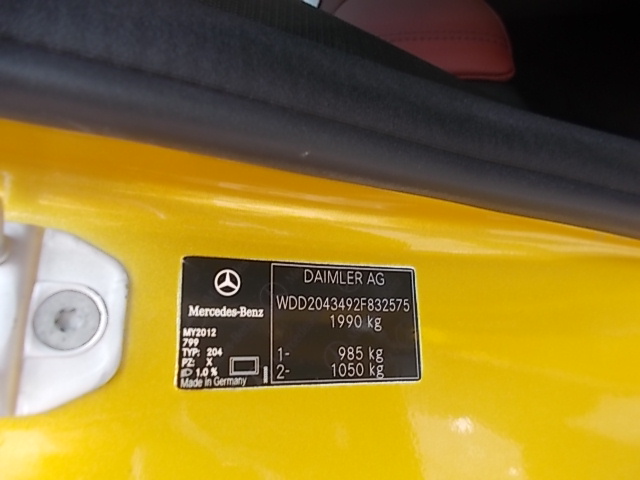 DAIMLER AG
Mercedes-Benz
WDD2043492F832575
1990 kg
MY2012
799
TYP: 204
PZ: X
1.0 %
Made in Germany
1- 985 kg
2- 1050 kg